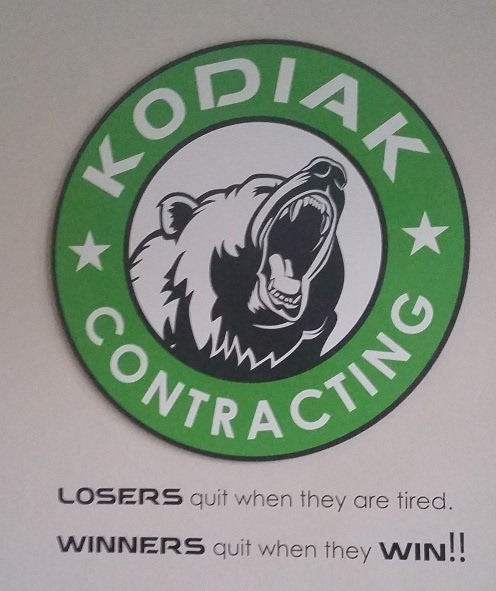 KODIAK
CONTRACTING
LOSERS quit when they are tired.
WINNERS quit when they WIN!!